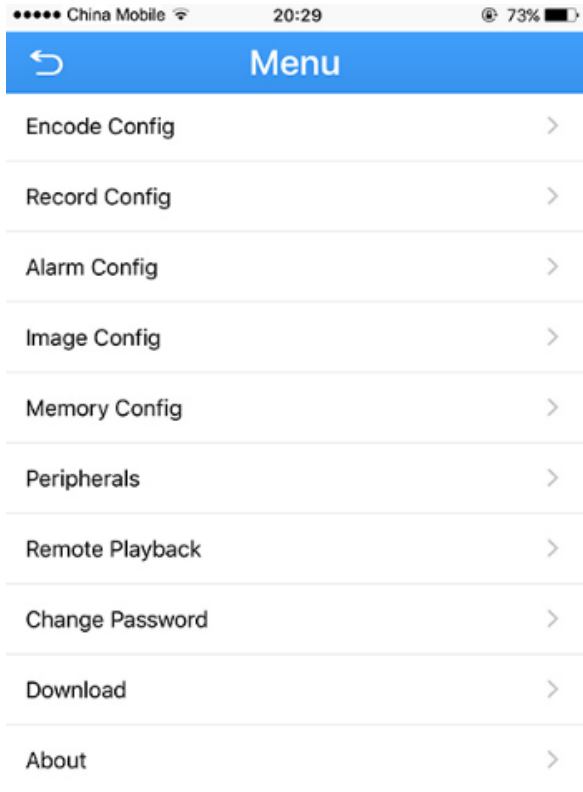 China Mobile 20:29 73%
Menu
Encode Config
Record Config
Alarm Config
Image Config
Memory Config
Peripherals
Remote Playback
Change Password
Download
About